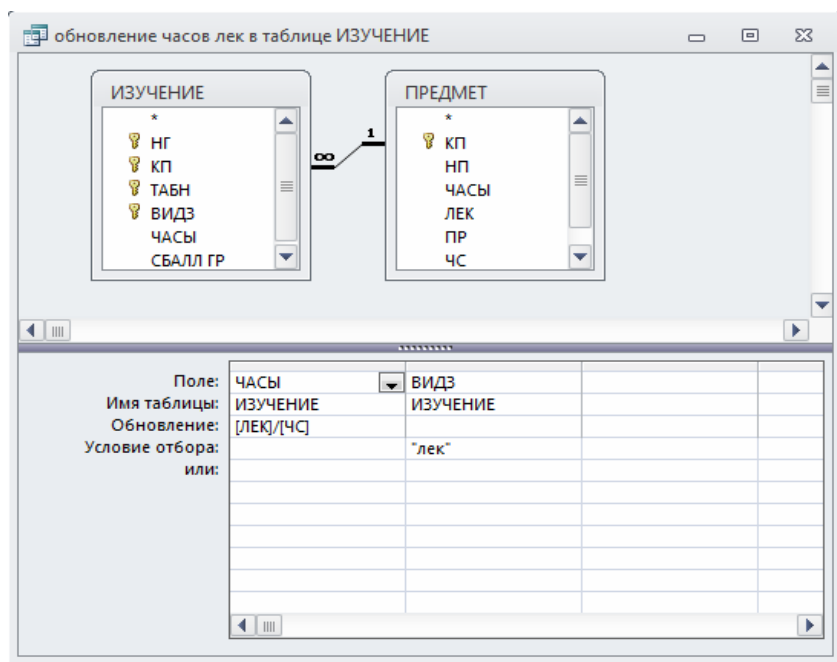 обновление часов лек в таблице ИЗУЧЕНИЕ
ИЗУЧЕНИЕ
*
НГ
КП
ТАБН
ВИДЗ
ЧАСЫ
СБАЛЛ ГР
∞ 1
ПРЕДМЕТ
*
КП
НП
ЧАСЫ
ЛЕК
ПР
ЧС
Поле: ЧАСЫ ВИДЗ
Имя таблицы: ИЗУЧЕНИЕ ИЗУЧЕНИЕ
Обновление: [ЛЕК]/[ЧС]
Условие отбора: "лек"
или: